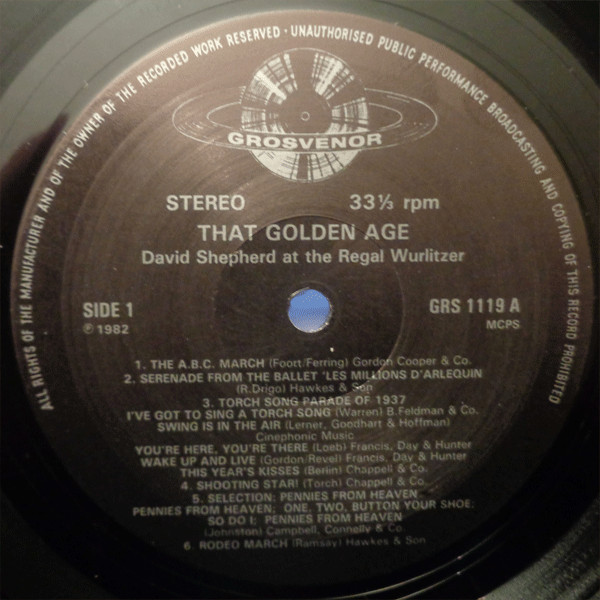 ALL RIGHTS OF THE MANUFACTURER AND OF THE OWNER OF THE RECORDED WORK RESERVED · UNAUTHORISED PUBLIC PERFORMANCE BROADCASTING AND COPYING OF THIS RECORD PROHIBITED
GROSVENOR
STEREO 33⅓ rpm
THAT GOLDEN AGE
David Shepherd at the Regal Wurlitzer
SIDE 1 GRS 1119 A
℗ 1982 MCPS
1. THE A.B.C. MARCH (Foort/Ferring) Gordon Cooper & Co.
2. SERENADE FROM THE BALLET 'LES MILLIONS D'ARLEQUIN
(R.Drigo) Hawkes & Son
3. TORCH SONG PARADE OF 1937
I'VE GOT TO SING A TORCH SONG (Warren) B.Feldman & Co.
SWING IS IN THE AIR (Lerner, Goodhart & Hoffman)
Cinephonic Music
YOU'RE HERE, YOU'RE THERE (Loeb) Francis, Day & Hunter
WAKE UP AND LIVE (Gordon/Revel) Francis, Day & Hunter
THIS YEAR'S KISSES (Berlin) Chappell & Co.
4. SHOOTING STAR! (Torch) Chappell & Co.
5. SELECTION; PENNIES FROM HEAVEN
PENNIES FROM HEAVEN; ONE, TWO, BUTTON YOUR SHOE;
SO DO I; PENNIES FROM HEAVEN
(Johnston) Campbell, Connelly & Co.
6. RODEO MARCH (Ramsay) Hawkes & Son